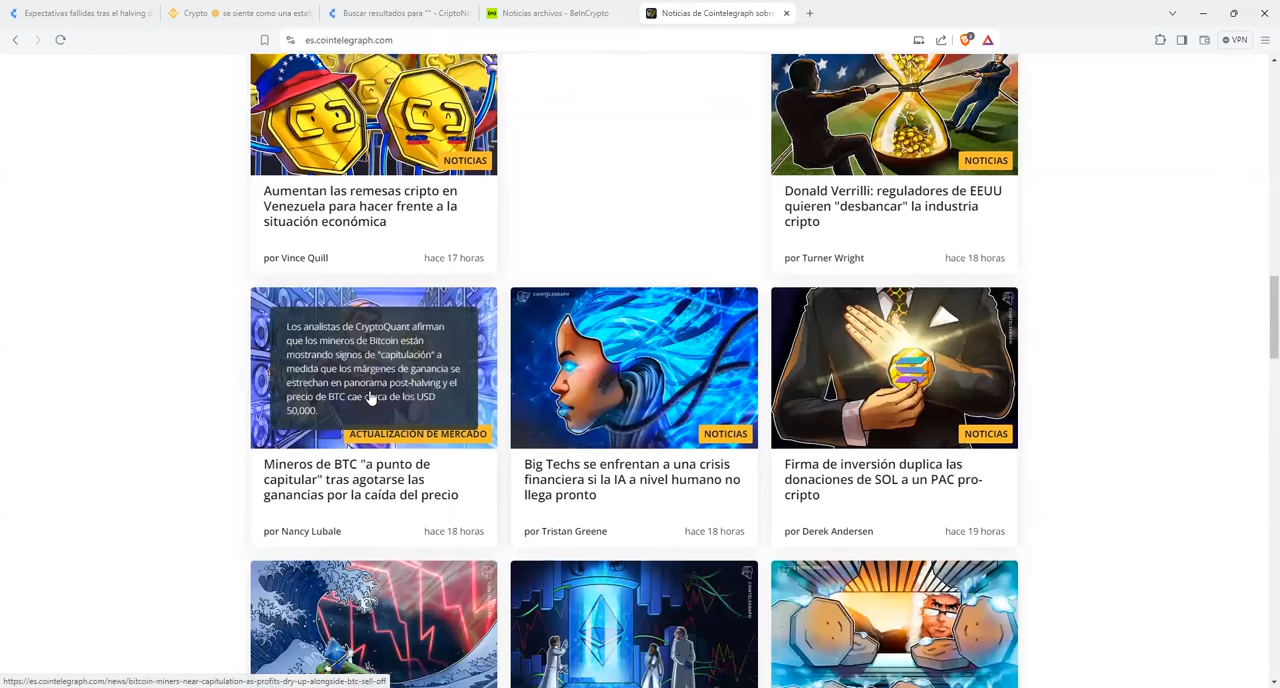 Expectativas fallidas tras el halving d
Crypto se siente como una estaf
Buscar resultados para "" - CriptoNo
Noticias archivos - BeInCrypto
Noticias de Cointelegraph sobre
es.cointelegraph.com
VPN
NOTICIAS
Aumentan las remesas cripto en
Venezuela para hacer frente a la
situación económica
por Vince Quill
hace 17 horas
NOTICIAS
Donald Verrilli: reguladores de EEUU
quieren "desbancar" la industria
cripto
por Turner Wright
hace 18 horas
Los analistas de CryptoQuant afirman
que los mineros de Bitcoin están
mostrando signos de "capitulación" a
medida que los márgenes de ganancia se
estrechan en panorama post-halving y el
precio de BTC cae cerca de los USD
50,000.
ACTUALIZACIÓN DE MERCADO
Mineros de BTC "a punto de
capitular" tras agotarse las
ganancias por la caída del precio
por Nancy Lubale
hace 18 horas
COINTELEGRAPH
NOTICIAS
Big Techs se enfrentan a una crisis
financiera si la IA a nivel humano no
llega pronto
por Tristan Greene
hace 18 horas
COINTELEGRAPH
NOTICIAS
Firma de inversión duplica las
donaciones de SOL a un PAC pro-
cripto
por Derek Andersen
hace 19 horas
COINTELEGRAPH
COINTELEGRAPH
COINTELEGRAPH
https://es.cointelegraph.com/news/bitcoin-miners-near-capitulation-as-profits-dry-up-alongside-btc-sell-off